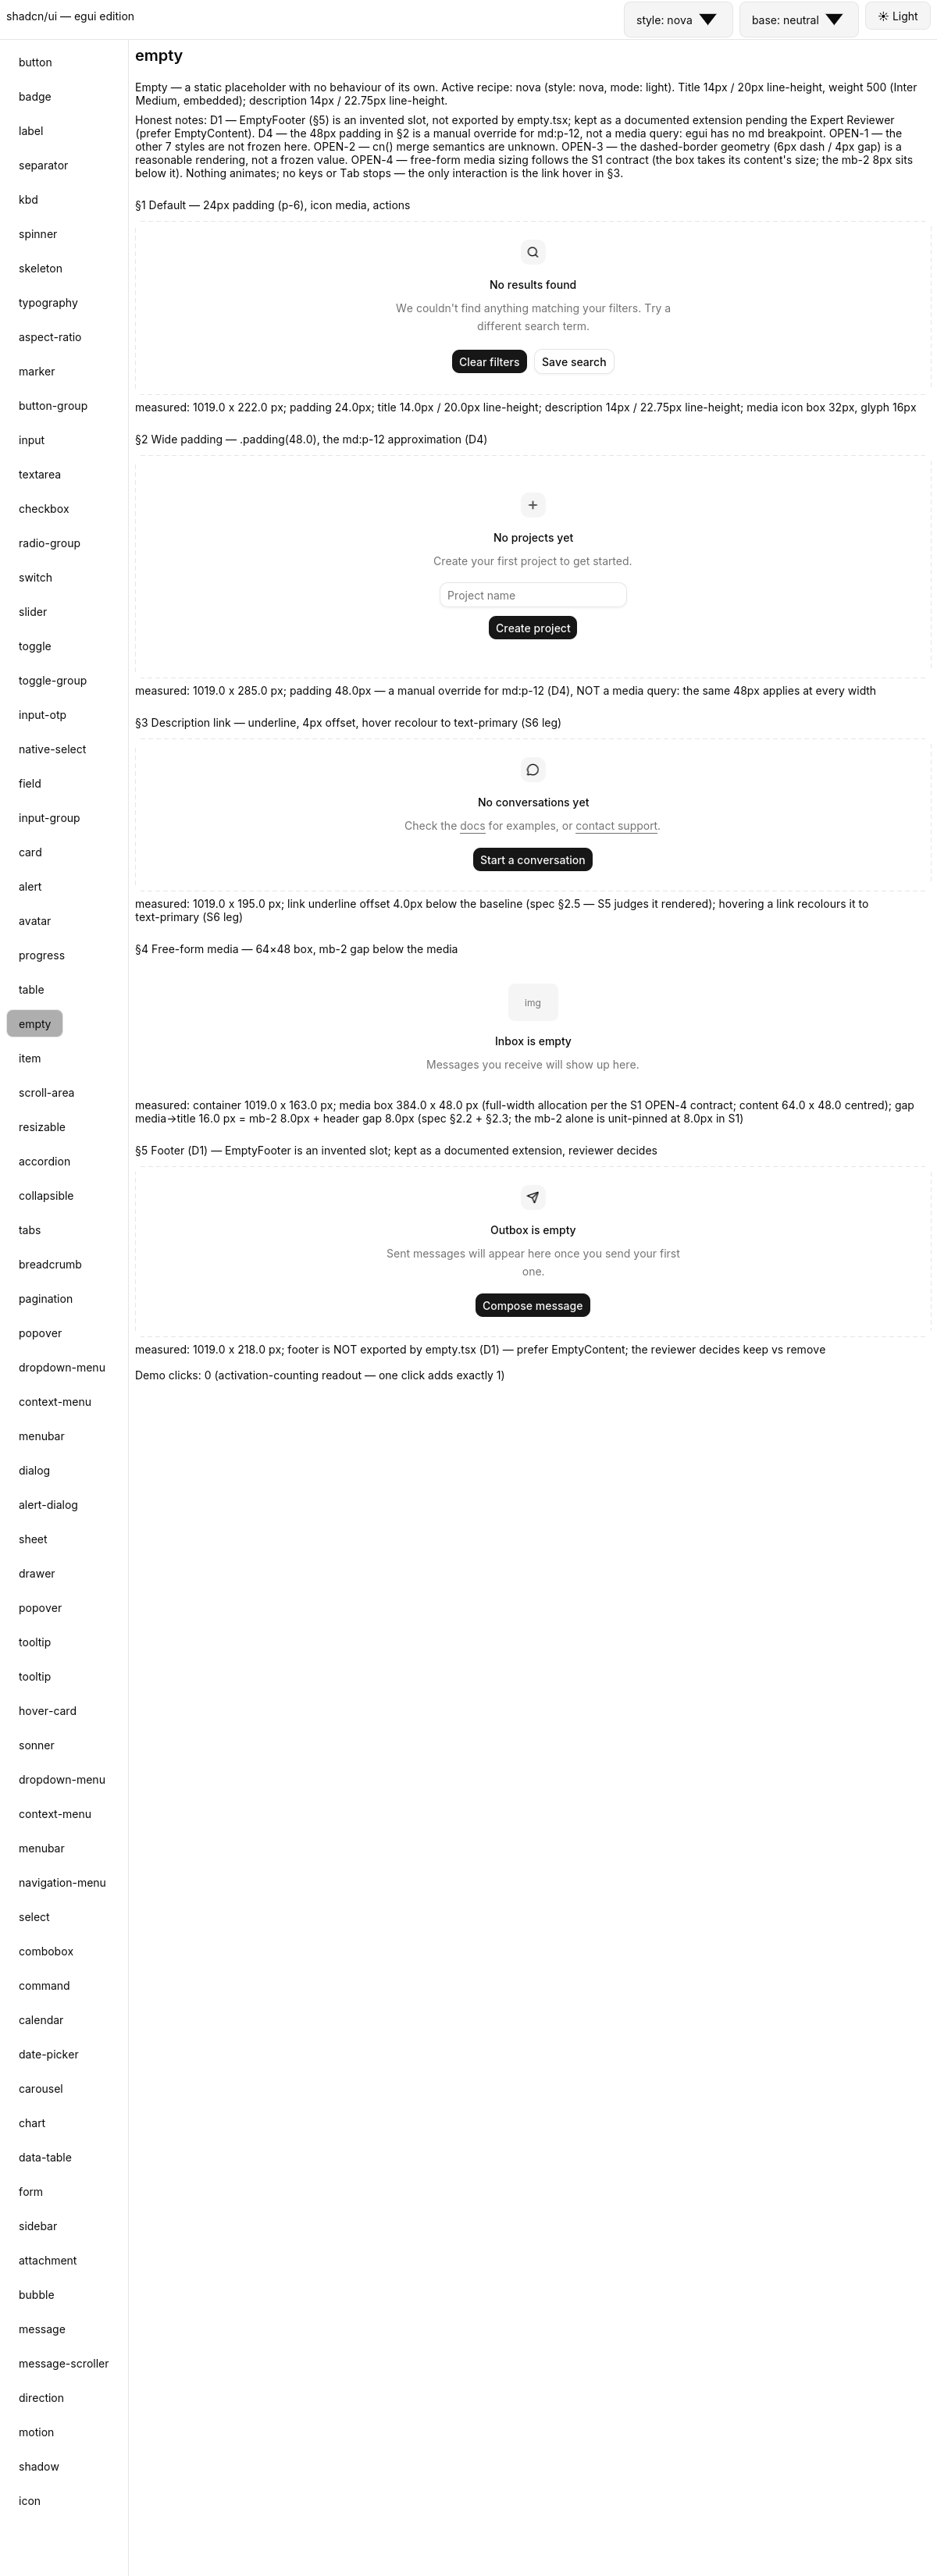 shadcn/ui — egui edition
style: nova
base: neutral
☀ Light
button
badge
label
separator
kbd
spinner
skeleton
typography
aspect-ratio
marker
button-group
input
textarea
checkbox
radio-group
switch
slider
toggle
toggle-group
input-otp
native-select
field
input-group
card
alert
avatar
progress
table
empty
item
scroll-area
resizable
accordion
collapsible
tabs
breadcrumb
pagination
popover
dropdown-menu
context-menu
menubar
dialog
alert-dialog
sheet
drawer
popover
tooltip
tooltip
hover-card
sonner
dropdown-menu
context-menu
menubar
navigation-menu
select
combobox
command
calendar
date-picker
carousel
chart
data-table
form
sidebar
attachment
bubble
message
message-scroller
direction
motion
shadow
icon
empty
Empty — a static placeholder with no behaviour of its own. Active recipe: nova (style: nova, mode: light). Title 14px / 20px line-height, weight 500 (Inter
Medium, embedded); description 14px / 22.75px line-height.
Honest notes: D1 — EmptyFooter (§5) is an invented slot, not exported by empty.tsx; kept as a documented extension pending the Expert Reviewer
(prefer EmptyContent). D4 — the 48px padding in §2 is a manual override for md:p-12, not a media query: egui has no md breakpoint. OPEN-1 — the
other 7 styles are not frozen here. OPEN-2 — cn() merge semantics are unknown. OPEN-3 — the dashed-border geometry (6px dash / 4px gap) is a
reasonable rendering, not a frozen value. OPEN-4 — free-form media sizing follows the S1 contract (the box takes its content's size; the mb-2 8px sits
below it). Nothing animates; no keys or Tab stops — the only interaction is the link hover in §3.
§1 Default — 24px padding (p-6), icon media, actions
No results found
We couldn't find anything matching your filters. Try a
different search term.
Clear filters
Save search
measured: 1019.0 x 222.0 px; padding 24.0px; title 14.0px / 20.0px line-height; description 14px / 22.75px line-height; media icon box 32px, glyph 16px
§2 Wide padding — .padding(48.0), the md:p-12 approximation (D4)
No projects yet
Create your first project to get started.
Project name
Create project
measured: 1019.0 x 285.0 px; padding 48.0px — a manual override for md:p-12 (D4), NOT a media query: the same 48px applies at every width
§3 Description link — underline, 4px offset, hover recolour to text-primary (S6 leg)
No conversations yet
Check the docs for examples, or contact support.
Start a conversation
measured: 1019.0 x 195.0 px; link underline offset 4.0px below the baseline (spec §2.5 — S5 judges it rendered); hovering a link recolours it to
text-primary (S6 leg)
§4 Free-form media — 64×48 box, mb-2 gap below the media
img
Inbox is empty
Messages you receive will show up here.
measured: container 1019.0 x 163.0 px; media box 384.0 x 48.0 px (full-width allocation per the S1 OPEN-4 contract; content 64.0 x 48.0 centred); gap
media→title 16.0 px = mb-2 8.0px + header gap 8.0px (spec §2.2 + §2.3; the mb-2 alone is unit-pinned at 8.0px in S1)
§5 Footer (D1) — EmptyFooter is an invented slot; kept as a documented extension, reviewer decides
Outbox is empty
Sent messages will appear here once you send your first
one.
Compose message
measured: 1019.0 x 218.0 px; footer is NOT exported by empty.tsx (D1) — prefer EmptyContent; the reviewer decides keep vs remove
Demo clicks: 0 (activation-counting readout — one click adds exactly 1)